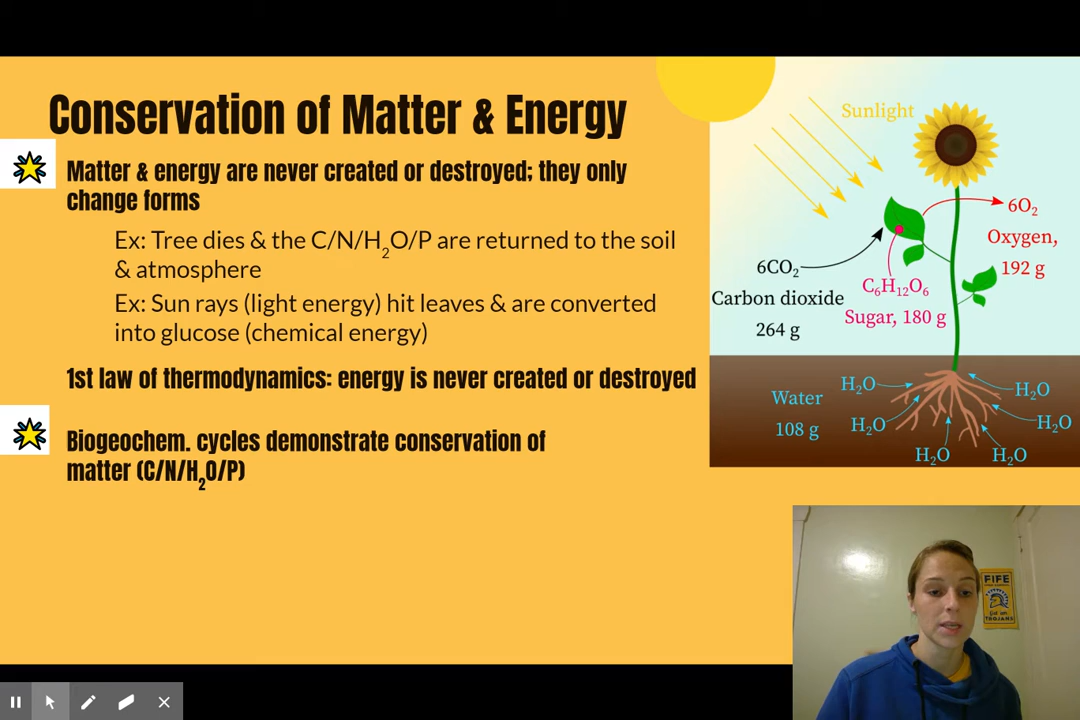 Conservation of Matter & Energy
Matter & energy are never created or destroyed; they only
change forms
Ex: Tree dies & the C/N/H₂O/P are returned to the soil
& atmosphere
Ex: Sun rays (light energy) hit leaves & are converted
into glucose (chemical energy)
1st law of thermodynamics: energy is never created or destroyed
Biogeochem. cycles demonstrate conservation of
matter (C/N/H₂O/P)
Sunlight
6O₂
Oxygen,
192 g
6CO₂
Carbon dioxide
264 g
C₆H₁₂O₆
Sugar, 180 g
Water
108 g
H₂O
H₂O
H₂O
H₂O
H₂O
H₂O
FIFE
TROJANS